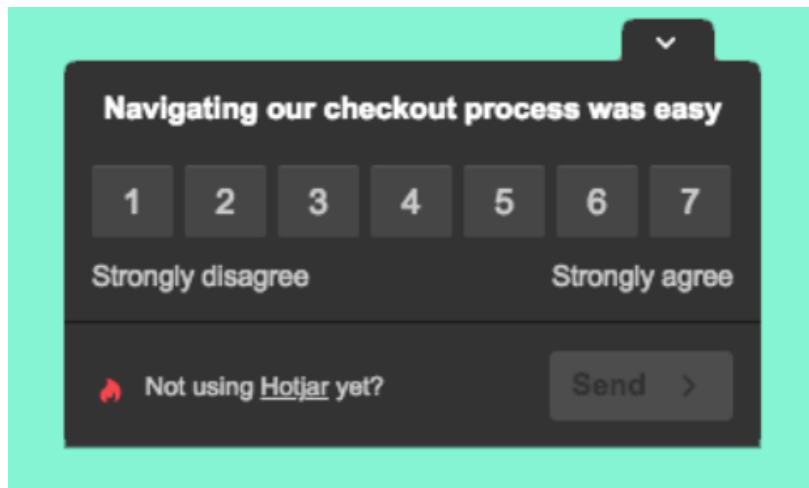 Navigating our checkout process was easy
1 2 3 4 5 6 7
Strongly disagree Strongly agree
Not using Hotjar yet? Send